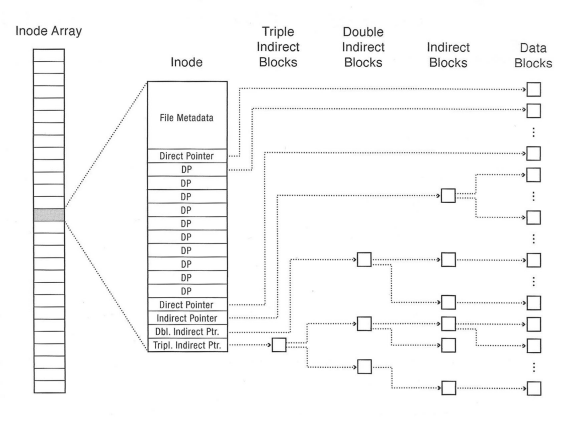 Inode Array
Inode
Triple
Indirect
Blocks
Double
Indirect
Blocks
Indirect
Blocks
Data
Blocks
File Metadata
Direct Pointer
DP
DP
DP
DP
DP
DP
DP
DP
DP
DP
Direct Pointer
Indirect Pointer
Dbl. Indirect Ptr.
Tripl. Indirect Ptr.